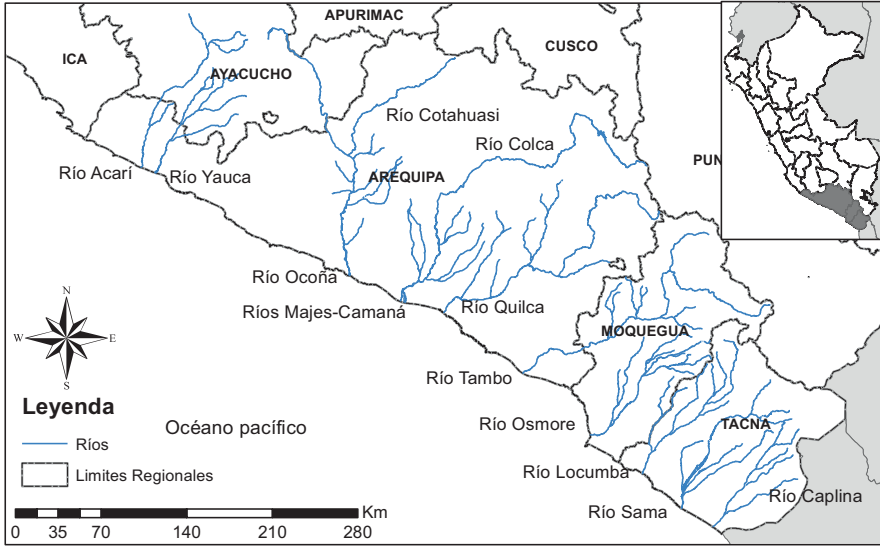 APURIMAC
ICA
CUSCO
AYACUCHO
Río Cotahuasi
Río Colca
PUN
Río Acarí
Río Yauca
AREQUIPA
Río Ocoña
Ríos Majes-Camaná
Río Quilca
N
W
E
S
MOQUEGUA
Río Tambo
Leyenda
Océano pacífico
Río Osmore
TACNA
Ríos
Limites Regionales
Río Locumba
Río Caplina
Río Sama
Km
0 35 70 140 210 280